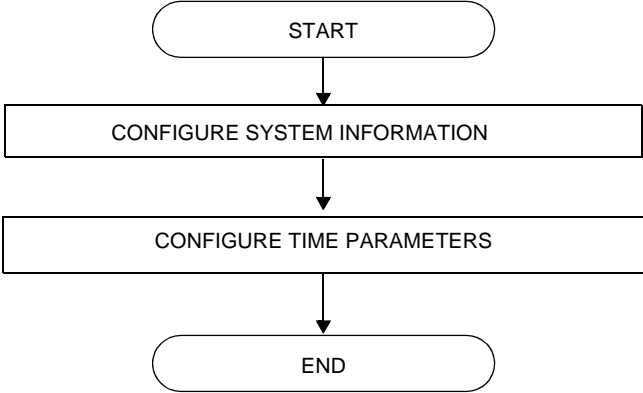 START
CONFIGURE SYSTEM INFORMATION
CONFIGURE TIME PARAMETERS
END